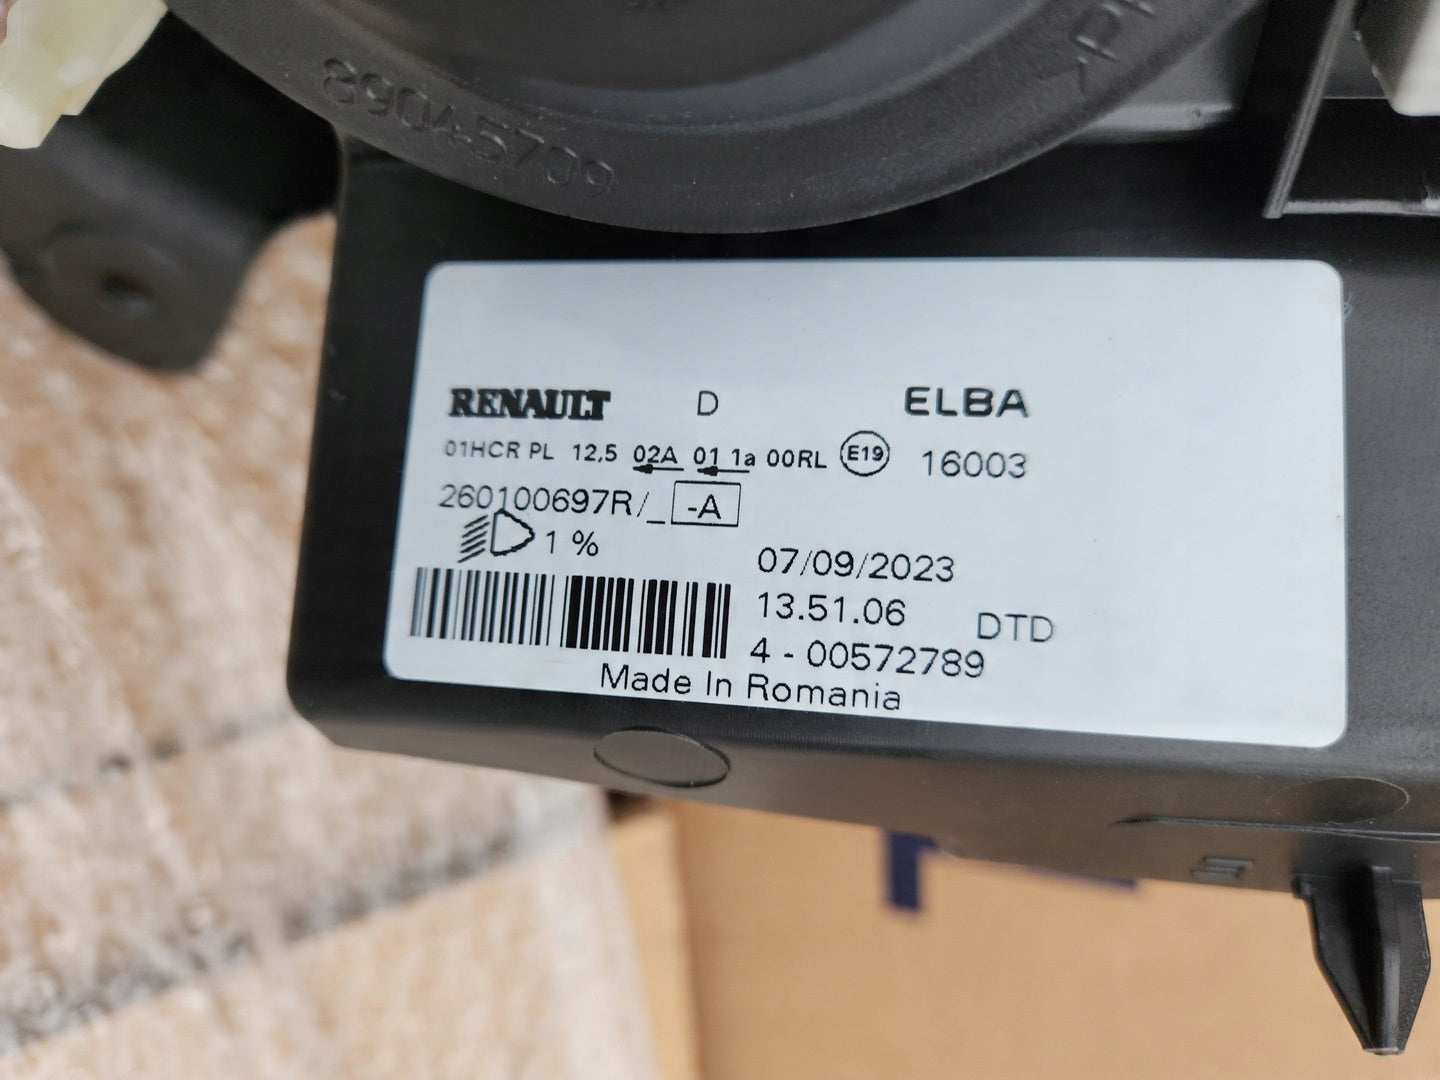 89045709
RENAULT D ELBA
01HCR PL 12,5 02A 01 1a 00RL E19 16003
260100697R/_ -A
1 %
07/09/2023
13.51.06 DTD
4 - 00572789
Made In Romania